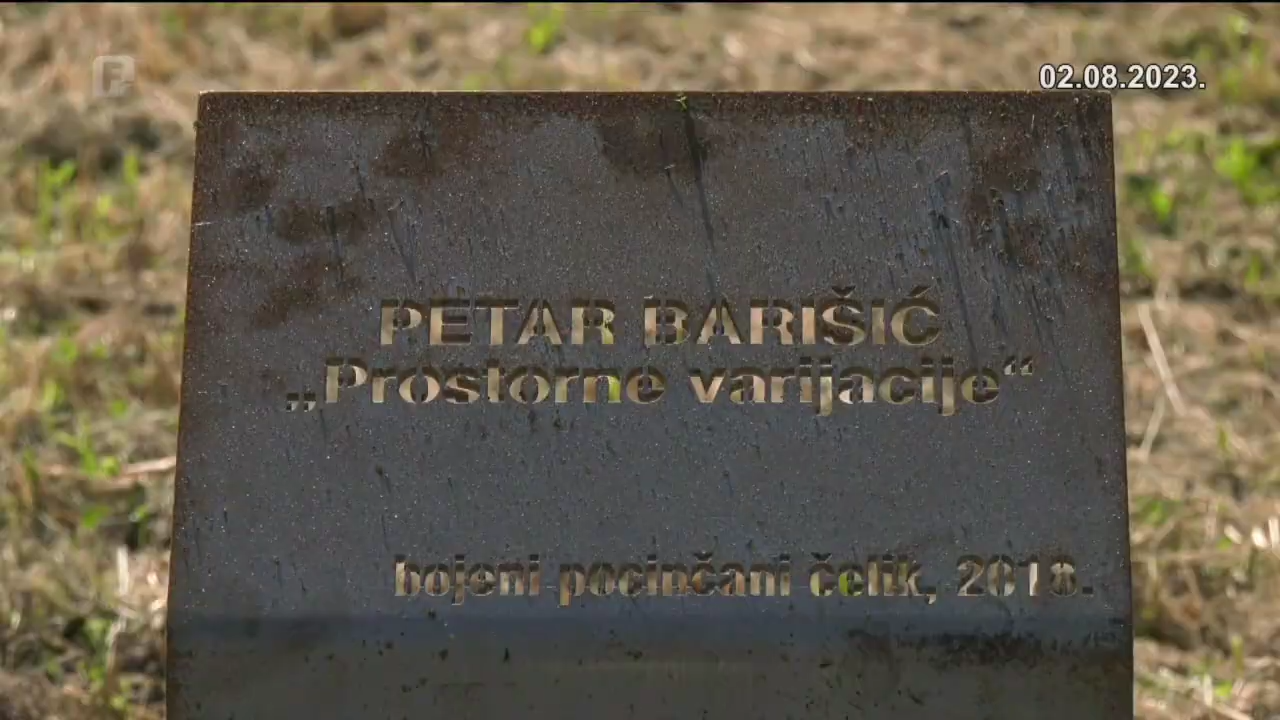 02.08.2023.
PETAR BARIŠIĆ
„Prostorne varijacije“
bojeni pocinčani čelik, 2018.